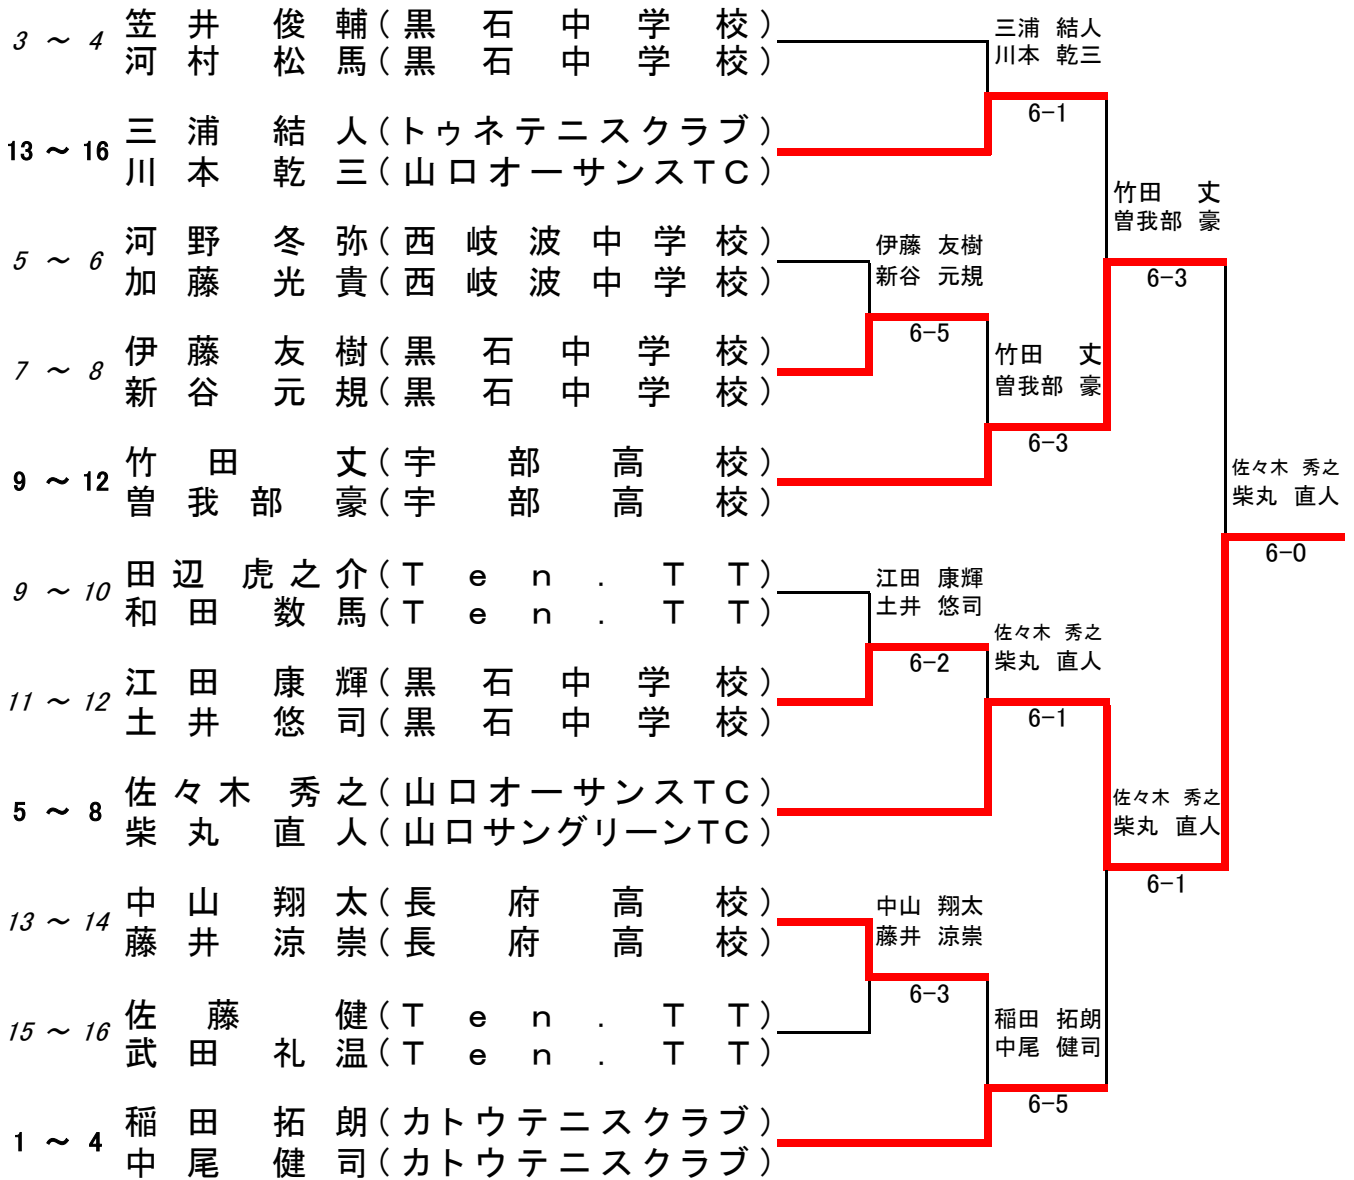 3 ～ 4 笠井 俊輔(黒石中学校)
河村 松馬(黒石中学校)
13 ～ 16 三浦 結人(トゥネテニスクラブ)
川本 乾三(山口オーサンスTC)
5 ～ 6 河野 冬弥(西岐波中学校)
加藤 光貴(西岐波中学校)
7 ～ 8 伊藤 友樹(黒石中学校)
新谷 元規(黒石中学校)
9 ～ 12 竹田 丈(宇部高校)
曽我部 豪(宇部高校)
9 ～ 10 田辺 虎之介(Ten.TT)
和田 数馬(Ten.TT)
11 ～ 12 江田 康輝(黒石中学校)
土井 悠司(黒石中学校)
5 ～ 8 佐々木 秀之(山口オーサンスTC)
柴丸 直人(山口サングリーンTC)
13 ～ 14 中山 翔太(長府高校)
藤井 涼崇(長府高校)
15 ～ 16 佐藤 健(Ten.TT)
武田 礼温(Ten.TT)
1 ～ 4 稲田 拓朗(カトウテニスクラブ)
中尾 健司(カトウテニスクラブ)
伊藤 友樹
新谷 元規
6-5
江田 康輝
土井 悠司
6-2
中山 翔太
藤井 涼崇
6-3
三浦 結人
川本 乾三
6-1
竹田 丈
曽我部 豪
6-3
佐々木 秀之
柴丸 直人
6-1
稲田 拓朗
中尾 健司
6-5
竹田 丈
曽我部 豪
6-3
佐々木 秀之
柴丸 直人
6-1
佐々木 秀之
柴丸 直人
6-0